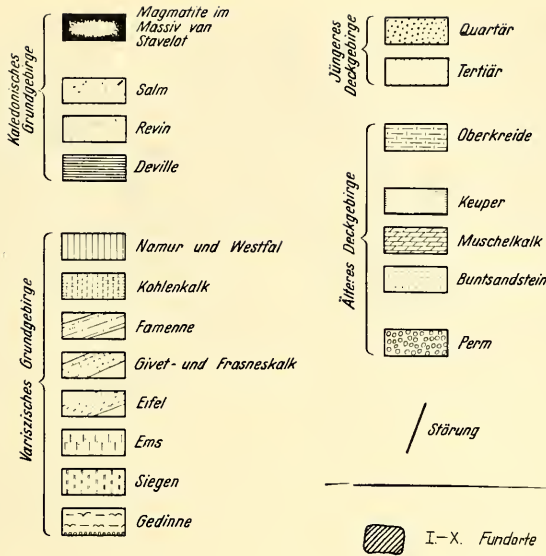 Kaledonisches
Grundgebirge
Magmatite im
Massiv van
Stavelot
Salm
Revin
Deville
Variszisches Grundgebirge
Namur und Westfal
Kohlenkalk
Famenne
Givet- und Frasneskalk
Eifel
Ems
Siegen
Gedinne
Jüngeres
Deckgebirge
Quartär
Tertiär
Älteres Deckgebirge
Oberkreide
Keuper
Muschelkalk
Buntsandstein
Perm
Störung
I.-X. Fundorte